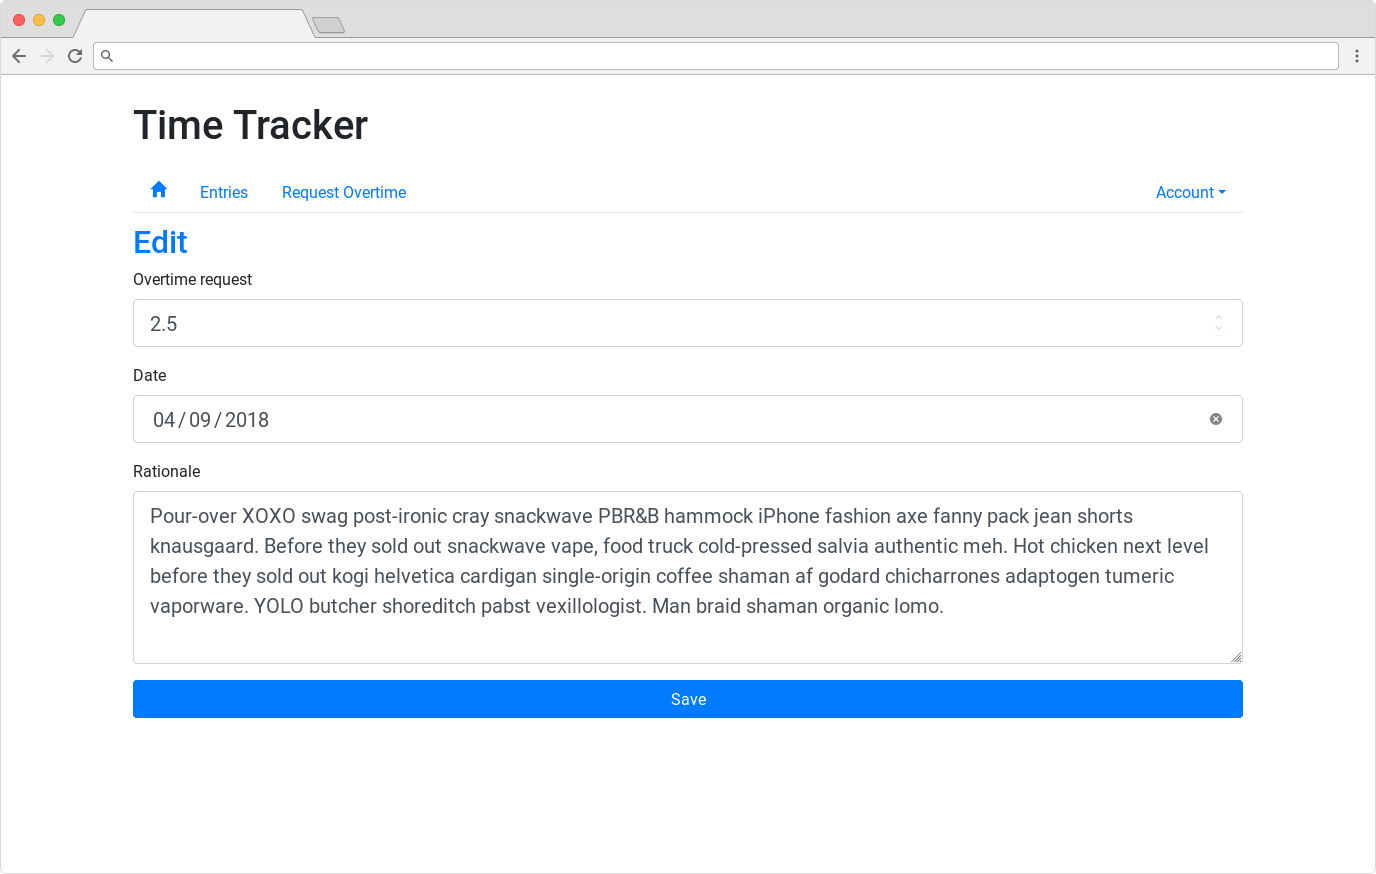 Time Tracker
Entries Request Overtime Account
Edit
Overtime request
2.5
Date
04/09/2018
Rationale
Pour-over XOXO swag post-ironic cray snackwave PBR&B hammock iPhone fashion axe fanny pack jean shorts
knausgaard. Before they sold out snackwave vape, food truck cold-pressed salvia authentic meh. Hot chicken next level
before they sold out kogi helvetica cardigan single-origin coffee shaman af godard chicharrones adaptogen tumeric
vaporware. YOLO butcher shoreditch pabst vexillologist. Man braid shaman organic lomo.
Save